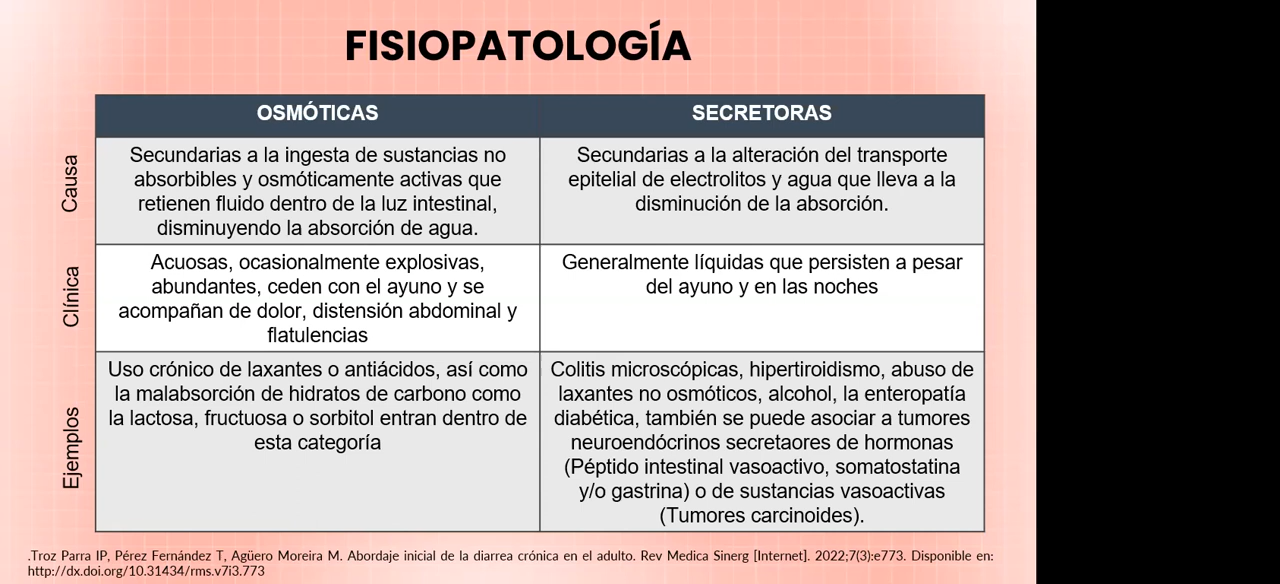 FISIOPATOLOGÍA
OSMÓTICAS
SECRETORAS
Causa
Secundarias a la ingesta de sustancias no
absorbibles y osmóticamente activas que
retienen fluido dentro de la luz intestinal,
disminuyendo la absorción de agua.
Secundarias a la alteración del transporte
epitelial de electrolitos y agua que lleva a la
disminución de la absorción.
Clínica
Acuosas, ocasionalmente explosivas,
abundantes, ceden con el ayuno y se
acompañan de dolor, distensión abdominal y
flatulencias
Generalmente líquidas que persisten a pesar
del ayuno y en las noches
Ejemplos
Uso crónico de laxantes o antiácidos, así como
la malabsorción de hidratos de carbono como
la lactosa, fructuosa o sorbitol entran dentro de
esta categoría
Colitis microscópicas, hipertiroidismo, abuso de
laxantes no osmóticos, alcohol, la enteropatía
diabética, también se puede asociar a tumores
neuroendócrinos secretaores de hormonas
(Péptido intestinal vasoactivo, somatostatina
y/o gastrina) o de sustancias vasoactivas
(Tumores carcinoides).
.Troz Parra IP, Pérez Fernández T, Agüero Moreira M. Abordaje inicial de la diarrea crónica en el adulto. Rev Medica Sinerg [Internet]. 2022;7(3):e773. Disponible en:
http://dx.doi.org/10.31434/rms.v7i3.773